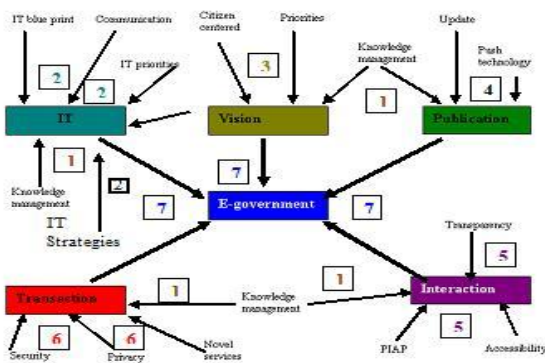 IT blue print
Communication
Citizen
centered
Priorities
Update
2
2
IT priorities
3
Knowledge
management
Push
technology
4
IT
Vision
1
Publication
1
2
7
Knowledge
management
7
E-government
7
IT
Strategies
Transparency
5
1
1
Transection
Knowledge
management
Interaction
6
6
5
Security
Privacy
Novel
services
PIAP
Accessibility